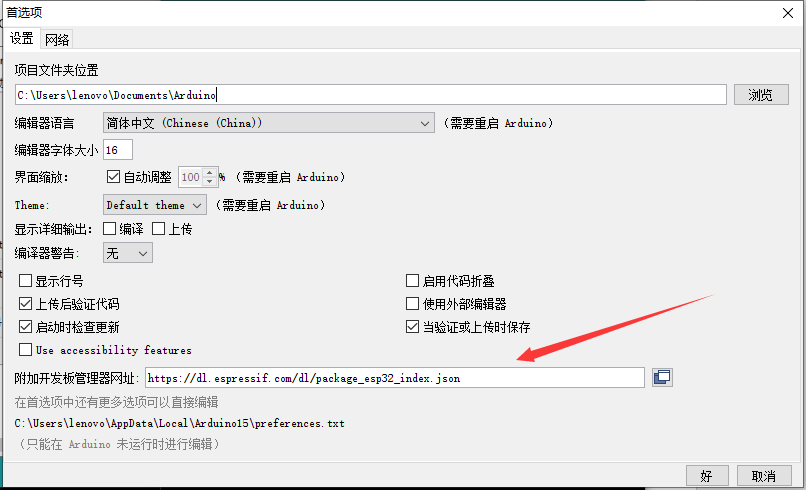 首选项
设置 网络
项目文件夹位置
C:\Users\lenovo\Documents\Arduino 浏览
编辑器语言 简体中文 (Chinese (China)) (需要重启 Arduino)
编辑器字体大小 16
界面缩放: 自动调整 100 % (需要重启 Arduino)
Theme: Default theme (需要重启 Arduino)
显示详细输出: 编译 上传
编译器警告: 无
显示行号 启用代码折叠
上传后验证代码 使用外部编辑器
启动时检查更新 当验证或上传时保存
Use accessibility features
附加开发板管理器网址: https://dl.espressif.com/dl/package_esp32_index.json
在首选项中还有更多选项可以直接编辑
C:\Users\lenovo\AppData\Local\Arduino15\preferences.txt
(只能在 Arduino 未运行时进行编辑)
好 取消